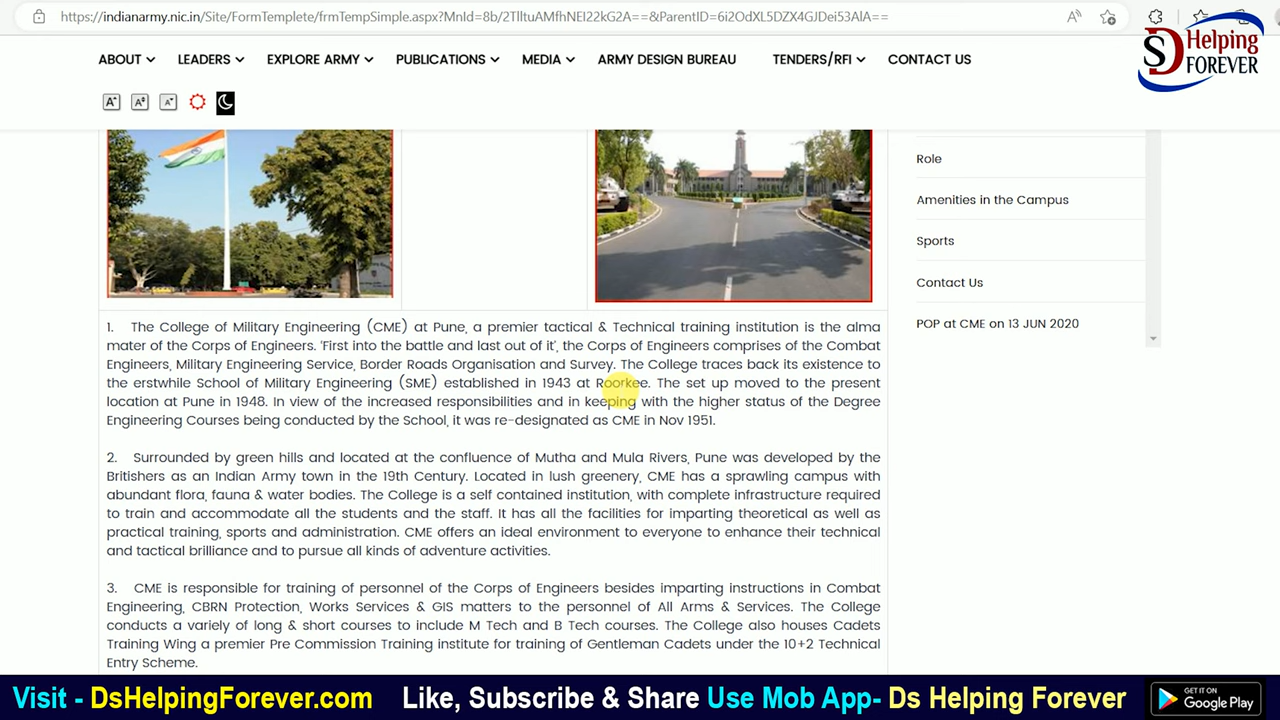 https://indianarmy.nic.in/Site/FormTemplete/frmTempSimple.aspx?MnId=8b/2TlltuAMfhNEI22kG2A==&ParentID=6i2OdXL5DZX4GJDei53AlA==
SD Helping
FOREVER
ABOUT LEADERS EXPLORE ARMY PUBLICATIONS MEDIA ARMY DESIGN BUREAU TENDERS/RFI CONTACT US
Role
Amenities in the Campus
Sports
Contact Us
POP at CME on 13 JUN 2020
1. The College of Military Engineering (CME) at Pune, a premier tactical & Technical training institution is the alma
mater of the Corps of Engineers. 'First into the battle and last out of it', the Corps of Engineers comprises of the Combat
Engineers, Military Engineering Service, Border Roads Organisation and Survey. The College traces back its existence to
the erstwhile School of Military Engineering (SME) established in 1943 at Roorkee. The set up moved to the present
location at Pune in 1948. In view of the increased responsibilities and in keeping with the higher status of the Degree
Engineering Courses being conducted by the School, it was re-designated as CME in Nov 1951.
2. Surrounded by green hills and located at the confluence of Mutha and Mula Rivers, Pune was developed by the
Britishers as an Indian Army town in the 19th Century. Located in lush greenery, CME has a sprawling campus with
abundant flora, fauna & water bodies. The College is a self contained institution, with complete infrastructure required
to train and accommodate all the students and the staff. It has all the facilities for imparting theoretical as well as
practical training, sports and administration. CME offers an ideal environment to everyone to enhance their technical
and tactical brilliance and to pursue all kinds of adventure activities.
3. CME is responsible for training of personnel of the Corps of Engineers besides imparting instructions in Combat
Engineering, CBRN Protection, Works Services & GIS matters to the personnel of All Arms & Services. The College
conducts a variely of long & short courses to include M Tech and B Tech courses. The College also houses Cadets
Training Wing a premier Pre Commission Training institute for training of Gentleman Cadets under the 10+2 Technical
Entry Scheme.
Visit - DsHelpingForever.com Like, Subscribe & Share Use Mob App- Ds Helping Forever
GET IT ON
Google Play